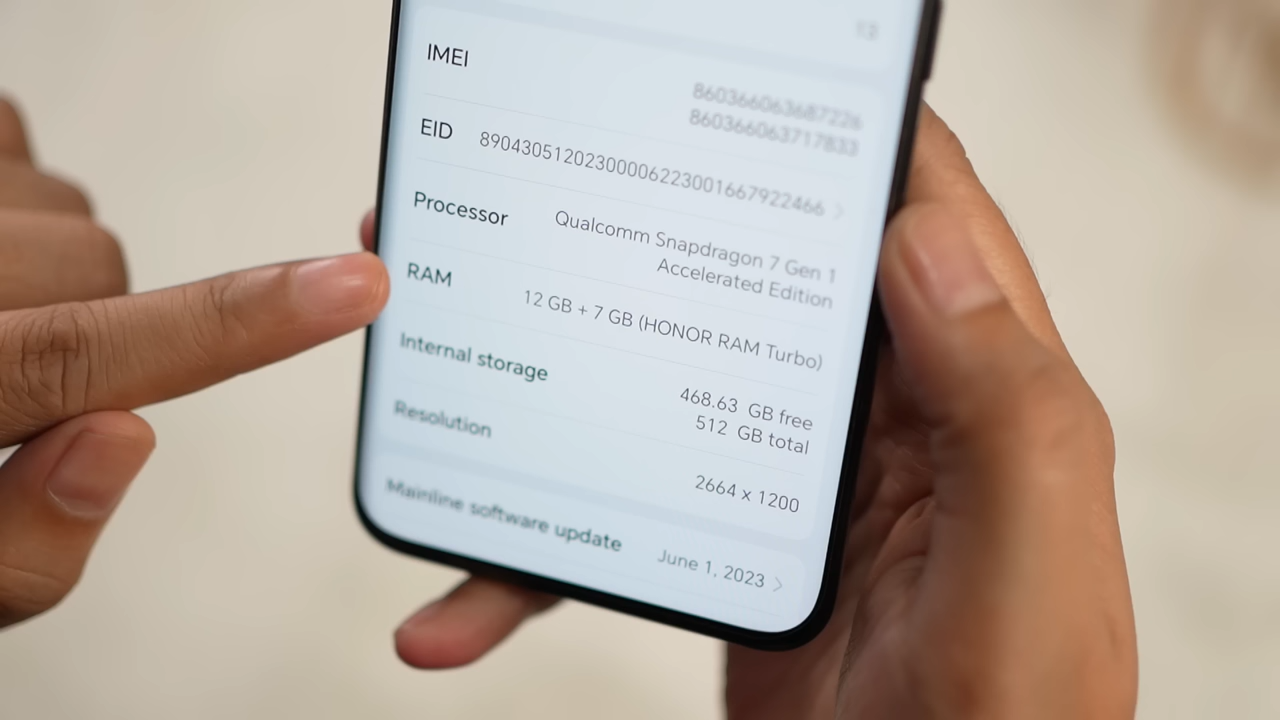 13
IMEI
860366063687226
860366063717833
EID 89043051202300006223001667922466
Processor Qualcomm Snapdragon 7 Gen 1
Accelerated Edition
RAM 12 GB + 7 GB (HONOR RAM Turbo)
Internal storage 468.63 GB free
512 GB total
Resolution 2664 x 1200
Mainline software update June 1, 2023